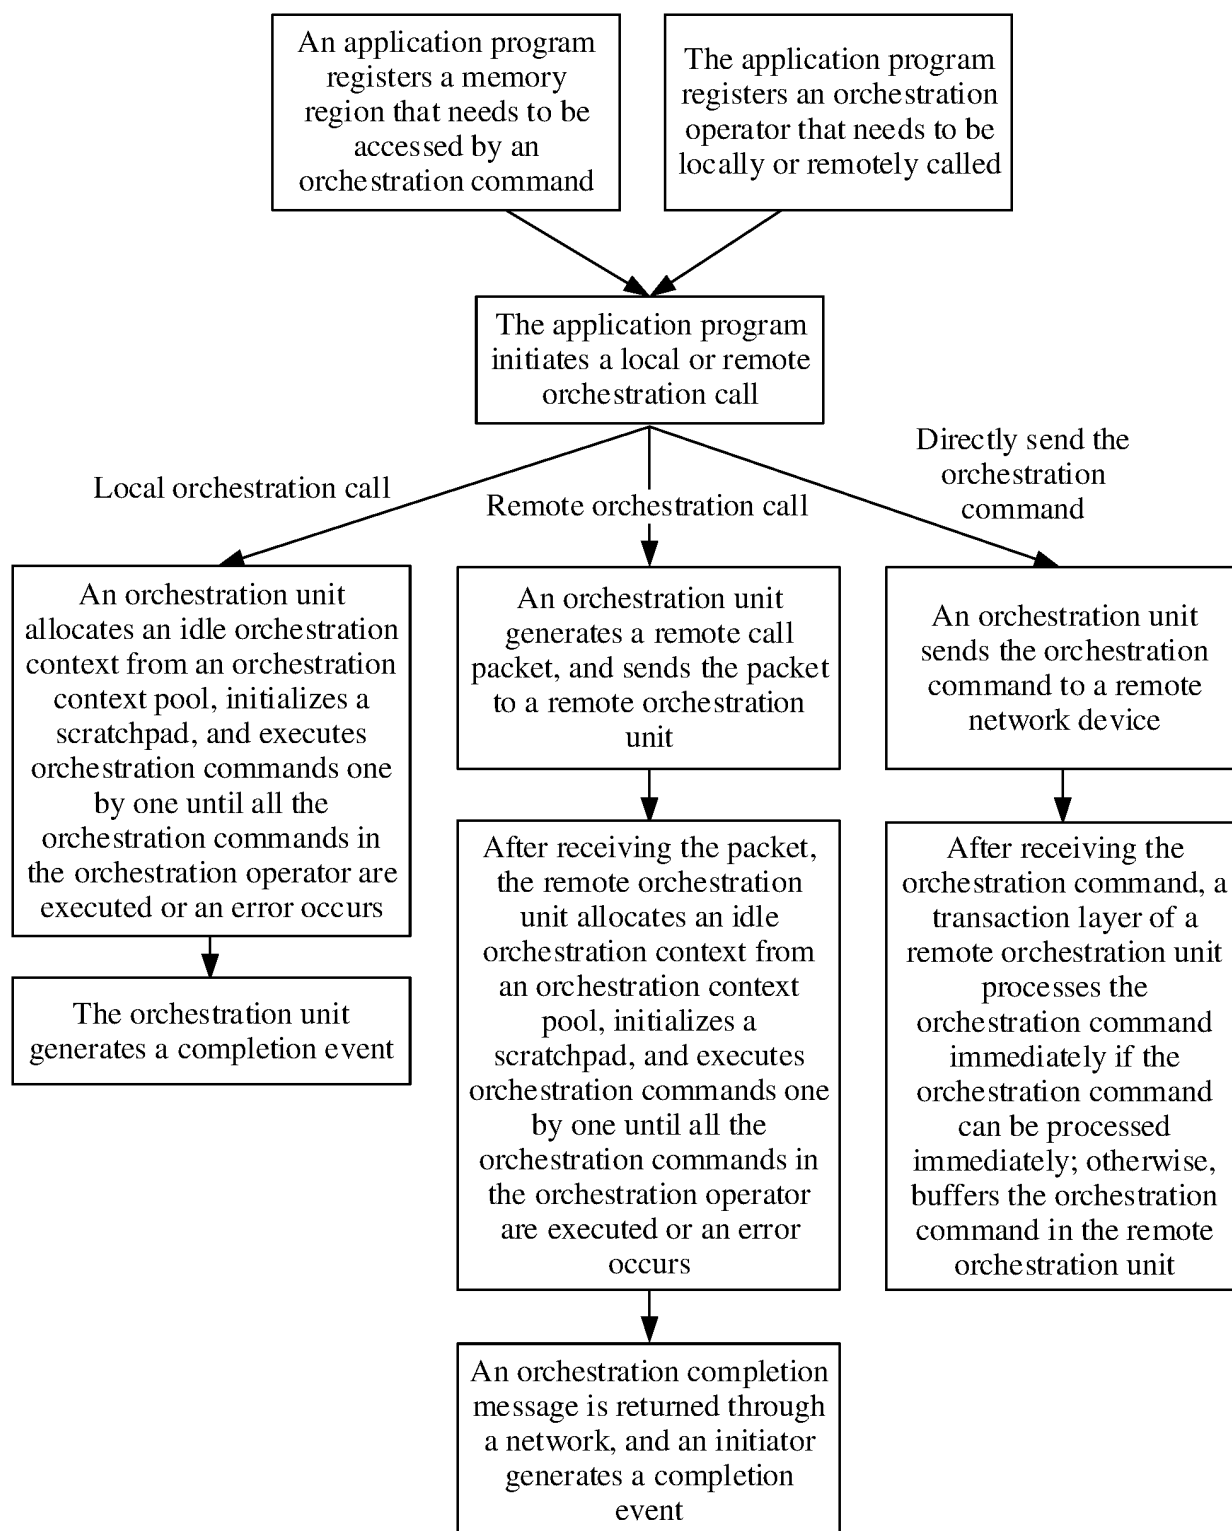 An application program
registers a memory
region that needs to be
accessed by an
orchestration command
The application program
registers an orchestration
operator that needs to be
locally or remotely called
The application program
initiates a local or remote
orchestration call
Local orchestration call
Remote orchestration call
Directly send the
orchestration
command
An orchestration unit
allocates an idle orchestration
context from an orchestration
context pool, initializes a
scratchpad, and executes
orchestration commands one
by one until all the
orchestration commands in
the orchestration operator are
executed or an error occurs
The orchestration unit
generates a completion event
An orchestration unit
generates a remote call
packet, and sends the packet
to a remote orchestration
unit
After receiving the packet,
the remote orchestration
unit allocates an idle
orchestration context from
an orchestration context
pool, initializes a
scratchpad, and executes
orchestration commands one
by one until all the
orchestration commands in
the orchestration operator
are executed or an error
occurs
An orchestration completion
message is returned through
a network, and an initiator
generates a completion
event
An orchestration unit
sends the orchestration
command to a remote
network device
After receiving the
orchestration command, a
transaction layer of a
remote orchestration unit
processes the
orchestration command
immediately if the
orchestration command
can be processed
immediately; otherwise,
buffers the orchestration
command in the remote
orchestration unit